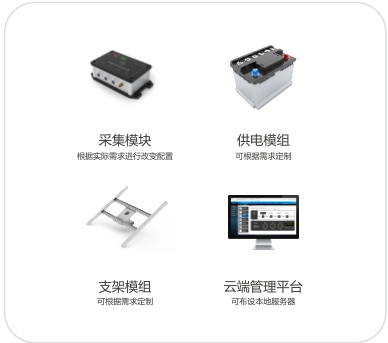 采集模块
供电模组
根据实际需求进行改变配置
可根据需求定制
支架模组
云端管理平台
可根据需求定制
可布设本地服务器